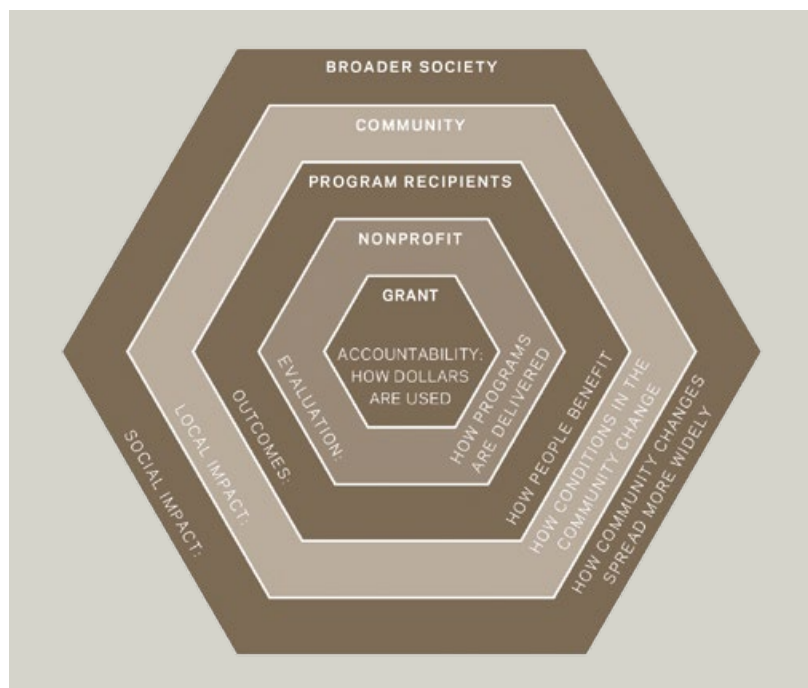 BROADER SOCIETY
COMMUNITY
PROGRAM RECIPIENTS
NONPROFIT
GRANT
ACCOUNTABILITY:
HOW DOLLARS
ARE USED
EVALUATION:
HOW PROGRAMS
ARE DELIVERED
OUTCOMES:
HOW PEOPLE BENEFIT
LOCAL IMPACT:
HOW CONDITIONS IN THE
COMMUNITY CHANGE
SOCIAL IMPACT:
HOW COMMUNITY CHANGES
SPREAD MORE WIDELY